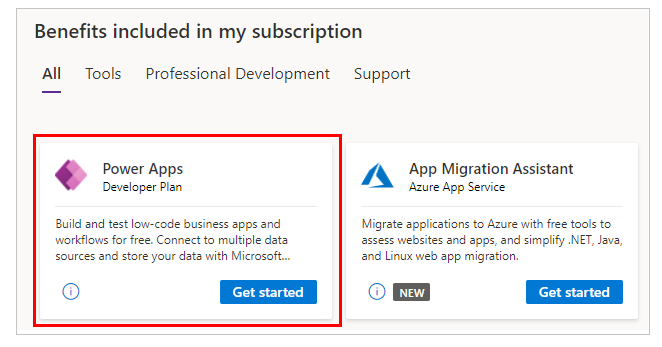 Benefits included in my subscription
All Tools Professional Development Support
Power Apps
Developer Plan
Build and test low-code business apps and
workflows for free. Connect to multiple data
sources and store your data with Microsoft...
Get started
App Migration Assistant
Azure App Service
Migrate applications to Azure with free tools to
assess websites and apps, and simplify .NET, Java,
and Linux web app migration.
NEW
Get started